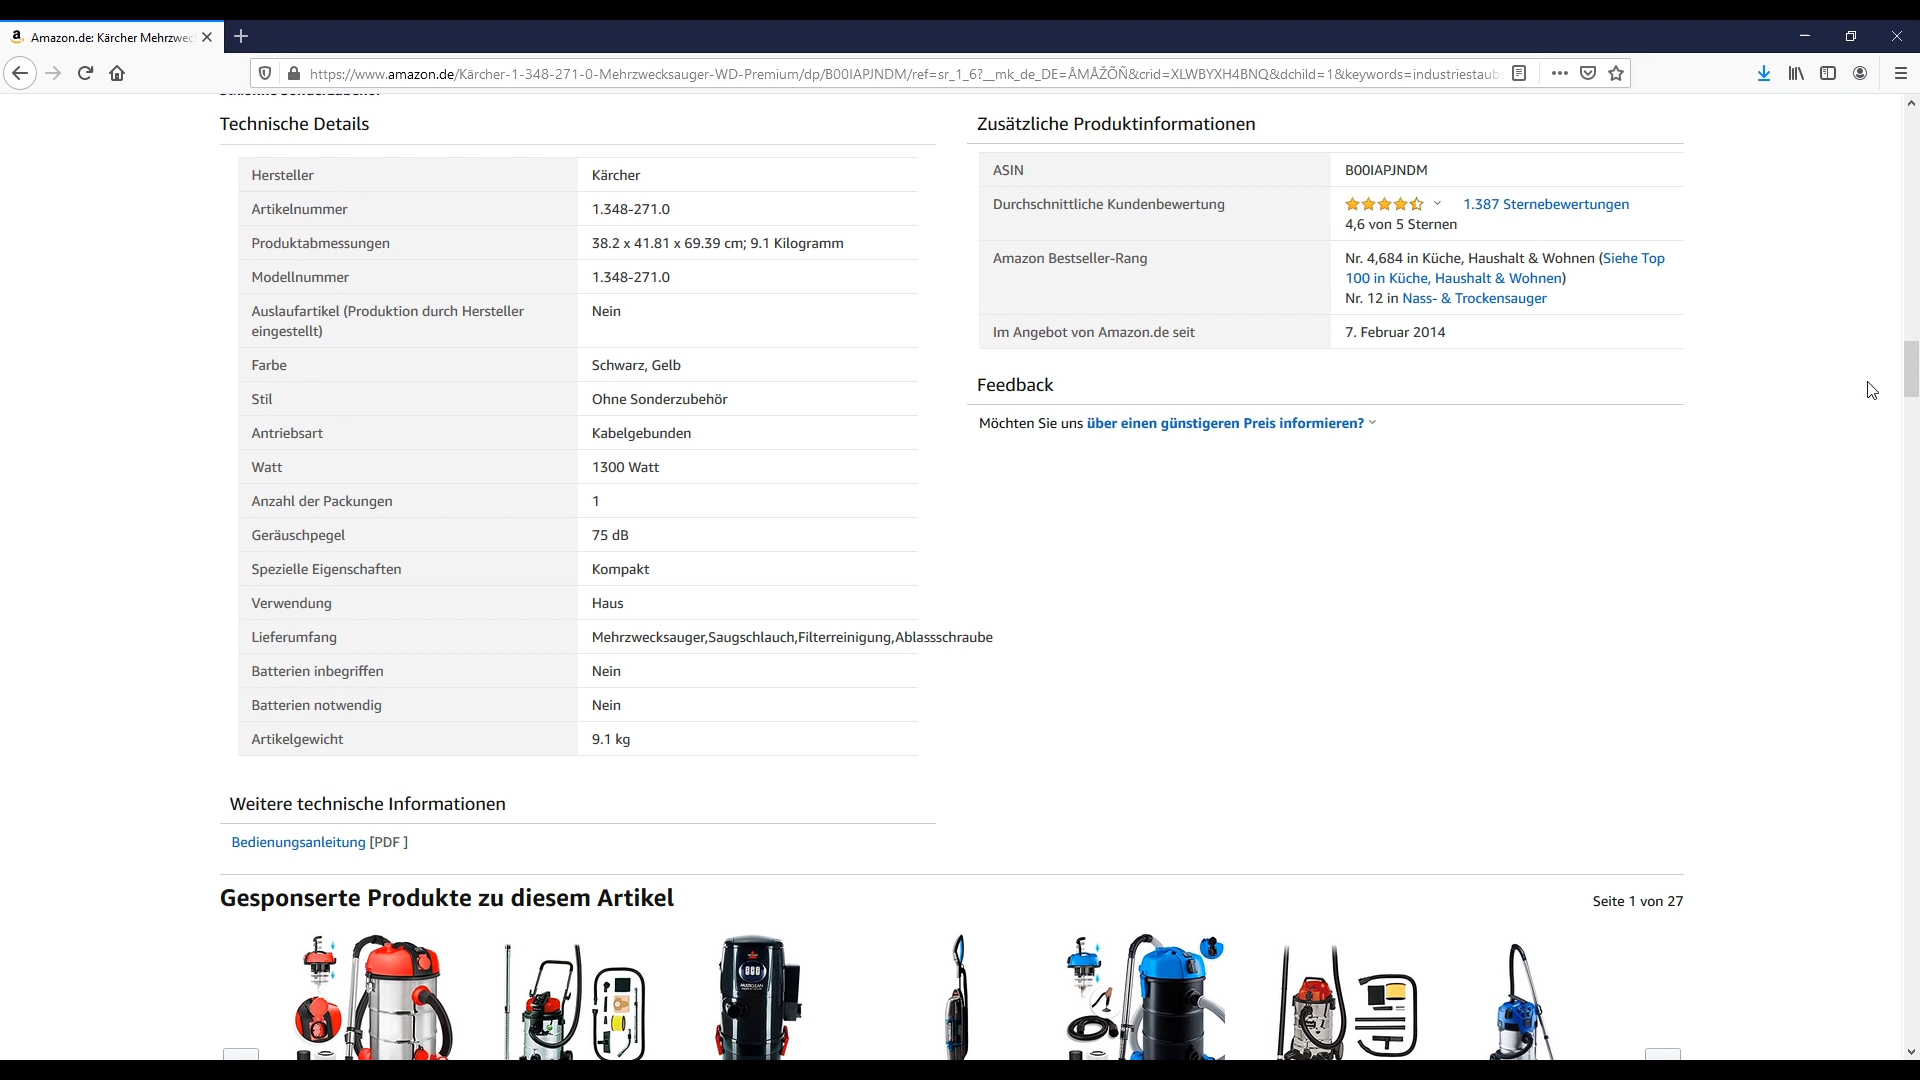 Amazon.de: Kärcher Mehrzwec
https://www.amazon.de/Kärcher-1-348-271-0-Mehrzwecksauger-WD-Premium/dp/B00IAPJNDM/ref=sr_1_6?__mk_de_DE=ÅMÅŽÕÑ&crid=XLWBYXH4BNQ&dchild=1&keywords=industriestaub
Technische Details
Hersteller Kärcher
Artikelnummer 1.348-271.0
Produktabmessungen 38.2 x 41.81 x 69.39 cm; 9.1 Kilogramm
Modellnummer 1.348-271.0
Auslaufartikel (Produktion durch Hersteller Nein
eingestellt)
Farbe Schwarz, Gelb
Stil Ohne Sonderzubehör
Antriebsart Kabelgebunden
Watt 1300 Watt
Anzahl der Packungen 1
Geräuschpegel 75 dB
Spezielle Eigenschaften Kompakt
Verwendung Haus
Lieferumfang Mehrzwecksauger,Saugschlauch,Filterreinigung,Ablassschraube
Batterien inbegriffen Nein
Batterien notwendig Nein
Artikelgewicht 9.1 kg
Weitere technische Informationen
Bedienungsanleitung [PDF ]
Zusätzliche Produktinformationen
ASIN B00IAPJNDM
Durchschnittliche Kundenbewertung 1.387 Sternebewertungen
4,6 von 5 Sternen
Amazon Bestseller-Rang Nr. 4,684 in Küche, Haushalt & Wohnen (Siehe Top
100 in Küche, Haushalt & Wohnen)
Nr. 12 in Nass- & Trockensauger
Im Angebot von Amazon.de seit 7. Februar 2014
Feedback
Möchten Sie uns über einen günstigeren Preis informieren?
Gesponserte Produkte zu diesem Artikel
Seite 1 von 27